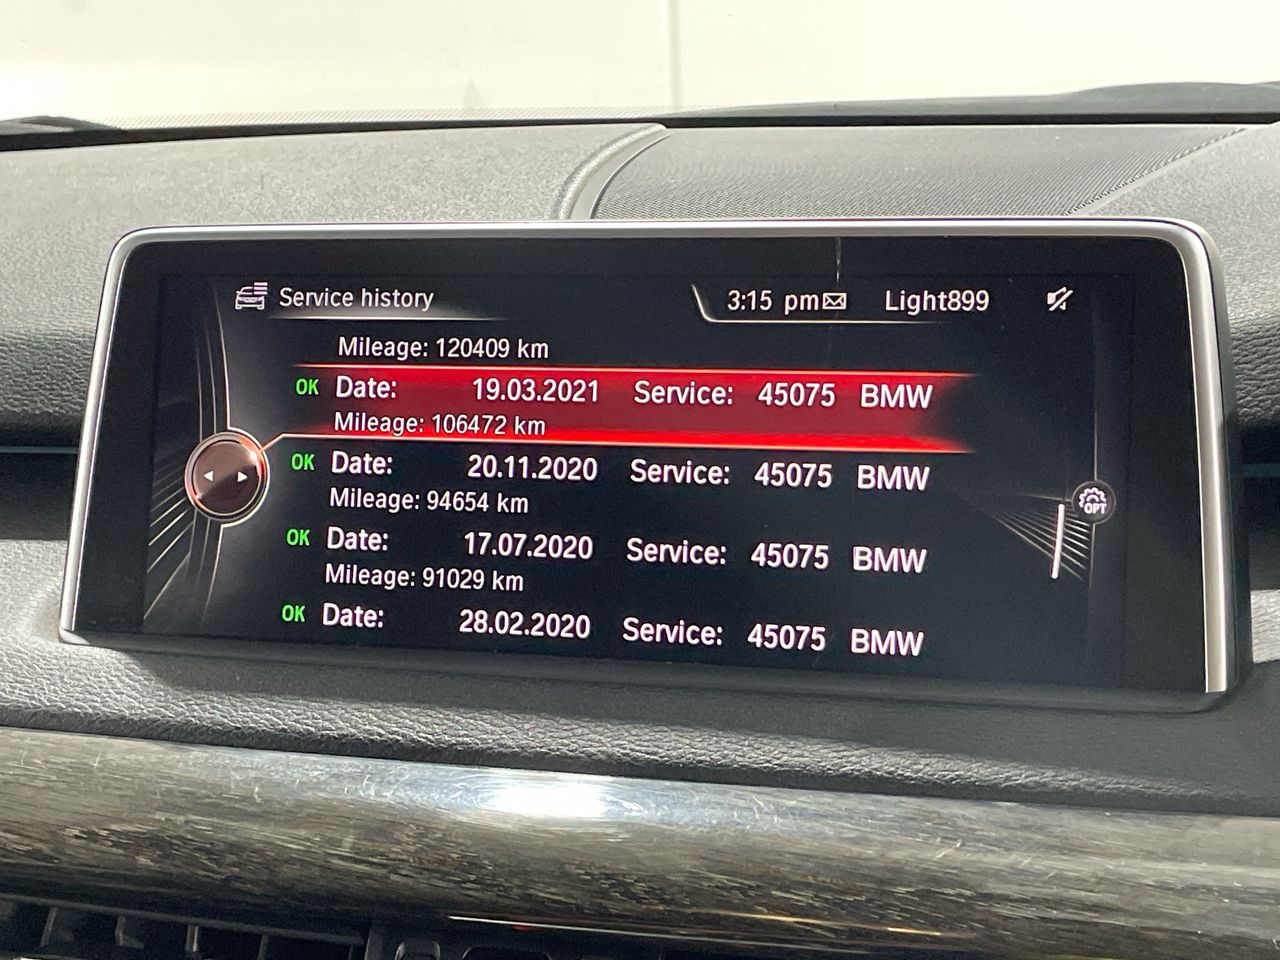 Service history
3:15 pm
Light899
Mileage: 120409 km
OK Date: 19.03.2021 Service: 45075 BMW
Mileage: 106472 km
OK Date: 20.11.2020 Service: 45075 BMW
Mileage: 94654 km
OK Date: 17.07.2020 Service: 45075 BMW
Mileage: 91029 km
OK Date: 28.02.2020 Service: 45075 BMW
OPT